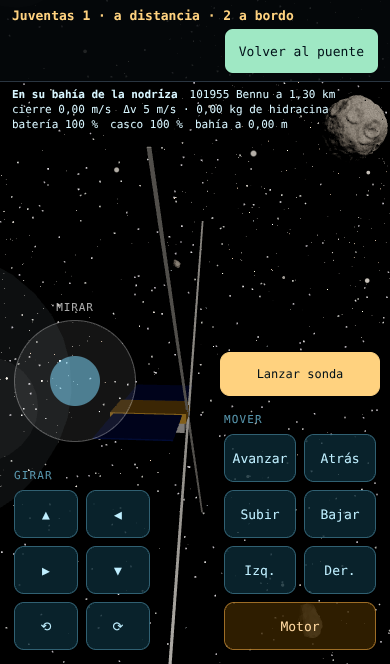 Juventas 1 · a distancia · 2 a bordo
Volver al puente
En su bahía de la nodriza 101955 Bennu a 1,30 km
cierre 0,00 m/s Δv 5 m/s · 0,00 kg de hidracina
batería 100 % casco 100 % bahía a 0,00 m
MIRAR
Lanzar sonda
MOVER
Avanzar Atrás
GIRAR
▲ ◀ Subir Bajar
▶ ▼ Izq. Der.
⟲ ⟳ Motor